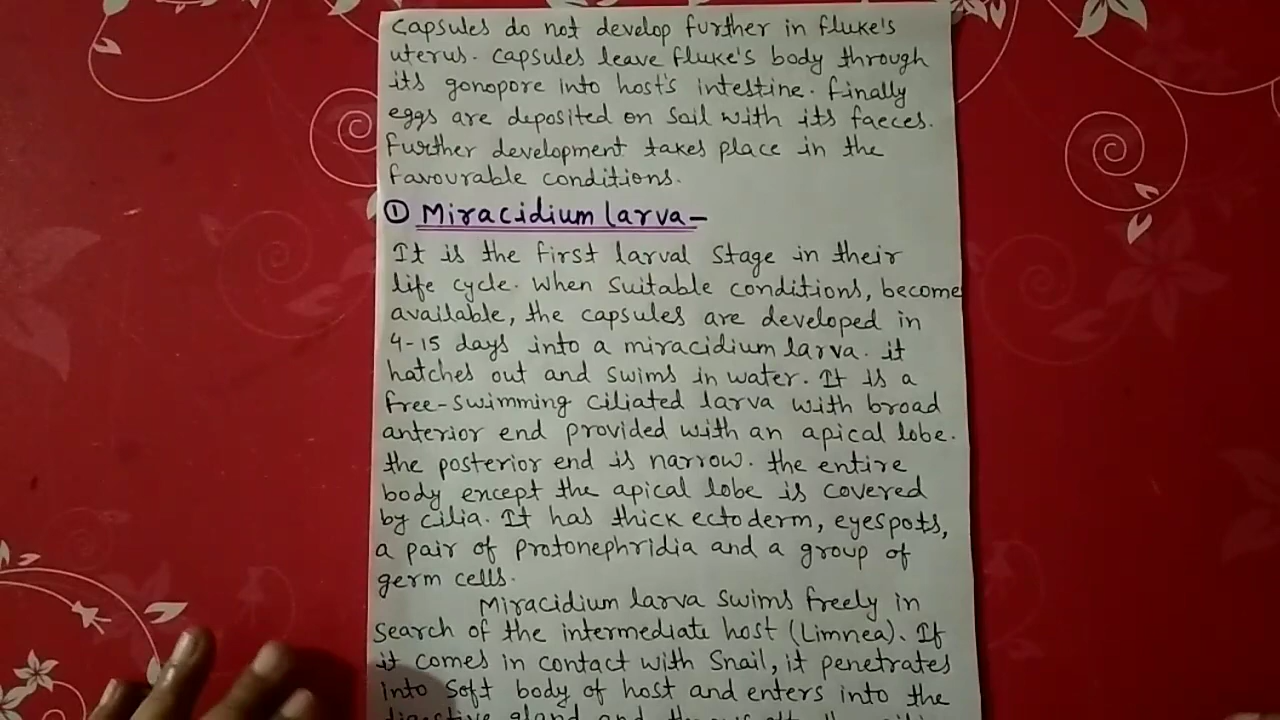 Capsules do not develop further in fluke's
uterus. Capsules leave fluke's body through
its gonopore into host's intestine. Finally
eggs are deposited on soil with its faeces.
Further development takes place in the
favourable conditions.
① Miracidium larva-
It is the first larval stage in their
life cycle. When suitable conditions, become
available, the capsules are developed in
4-15 days into a miracidium larva. it
hatches out and swims in water. It is a
free-swimming ciliated larva with broad
anterior end provided with an apical lobe.
the posterior end is narrow. the entire
body except the apical lobe is covered
by cilia. It has thick ectoderm, eyespots,
a pair of protonephridia and a group of
germ cells.
Miracidium larva swims freely in
search of the intermediate host (Limnea). If
it comes in contact with Snail, it penetrates
into soft body of host and enters into the
gland and